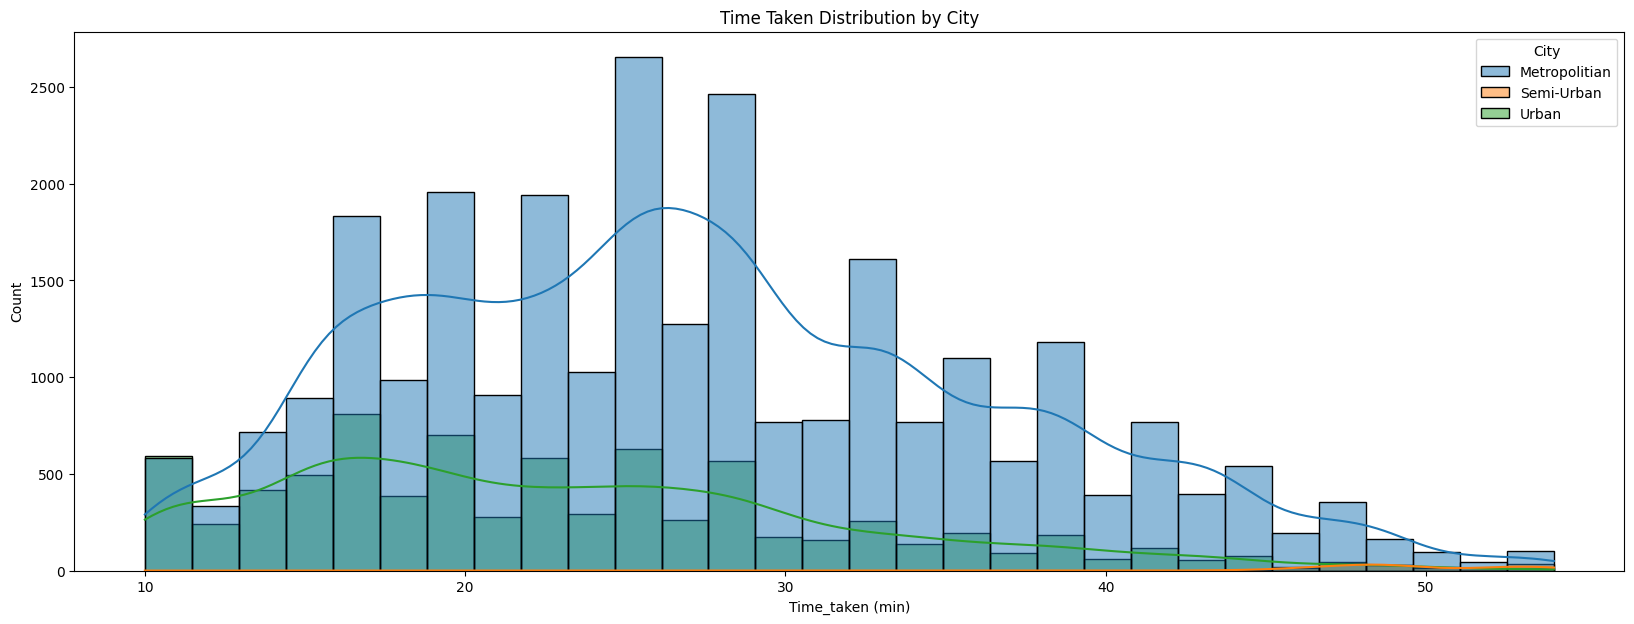 Time Taken Distribution by City
City
Metropolitian
Semi-Urban
Urban
2500
2000
1500
1000
500
0
Count
10 20 30 40 50
Time_taken (min)